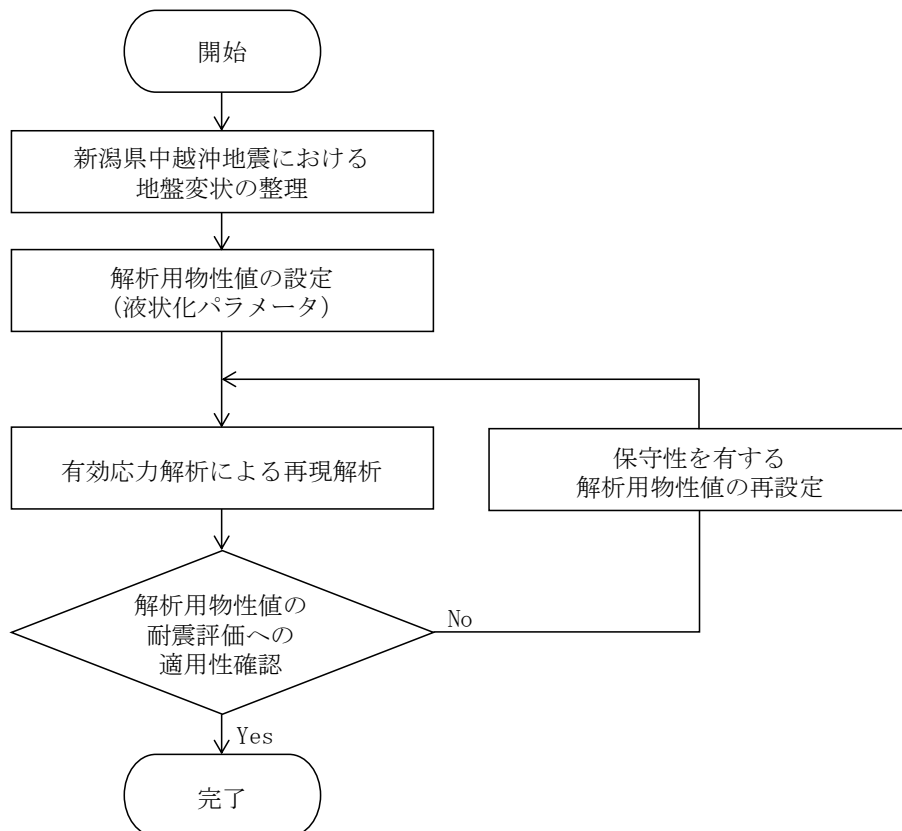 開始
新潟県中越沖地震における
地盤変状の整理
解析用物性値の設定
(液状化パラメータ)
有効応力解析による再現解析
保守性を有する
解析用物性値の再設定
解析用物性値の
耐震評価への
適用性確認
No
Yes
完了